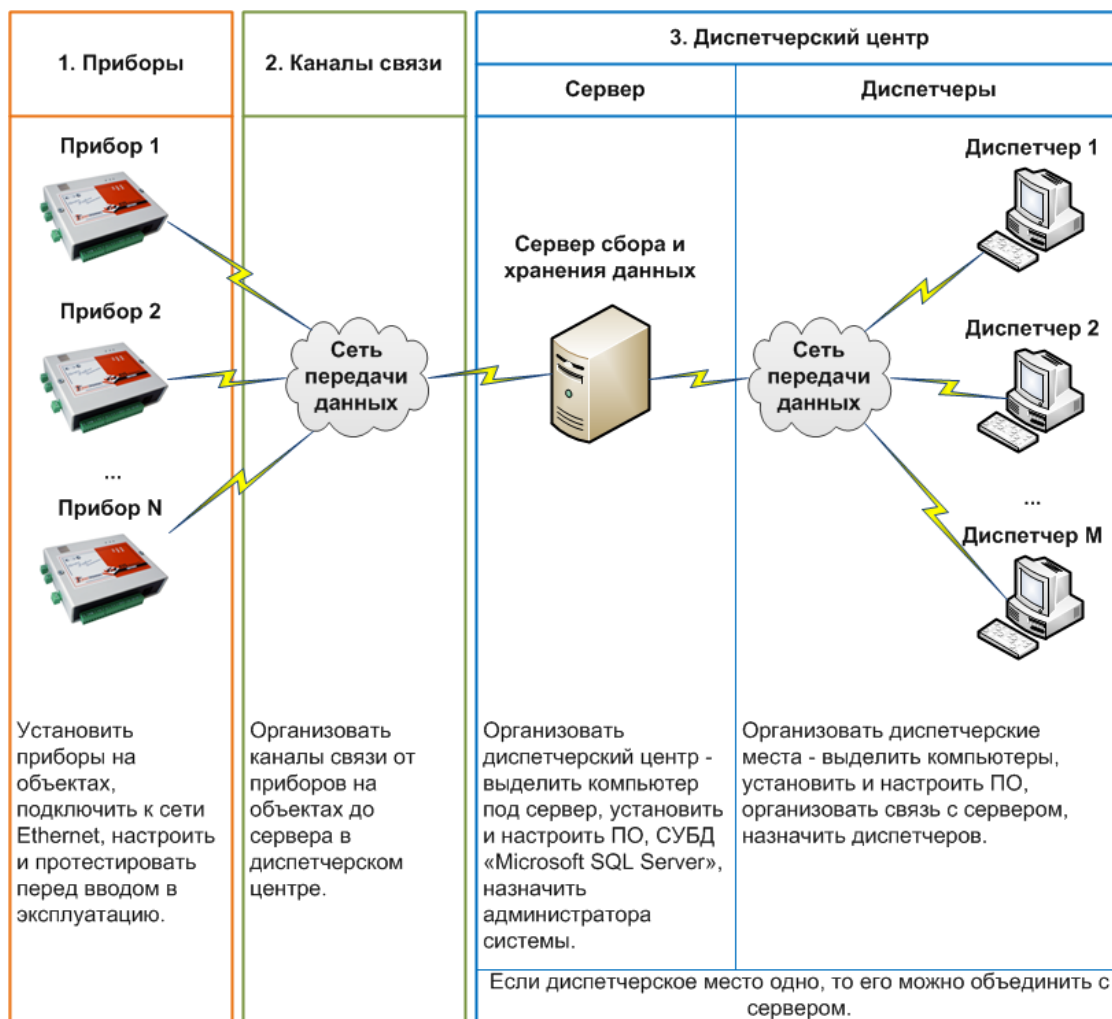 1. Приборы
2. Каналы связи
3. Диспетчерский центр
Сервер
Диспетчеры
Прибор 1
Прибор 2
...
Прибор N
Сеть
передачи
данных
Сервер сбора и
хранения данных
Сеть
передачи
данных
Диспетчер 1
Диспетчер 2
...
Диспетчер M
Установить
приборы на
объектах,
подключить к сети
Ethernet, настроить
и протестировать
перед вводом в
эксплуатацию.
Организовать
каналы связи от
приборов на
объектах до
сервера в
диспетчерском
центре.
Организовать
диспетчерский центр -
выделить компьютер
под сервер, установить
и настроить ПО, СУБД
«Microsoft SQL Server»,
назначить
администратора
системы.
Организовать диспетчерские
места - выделить компьютеры,
установить и настроить ПО,
организовать связь с сервером,
назначить диспетчеров.
Если диспетчерское место одно, то его можно объединить с
сервером.